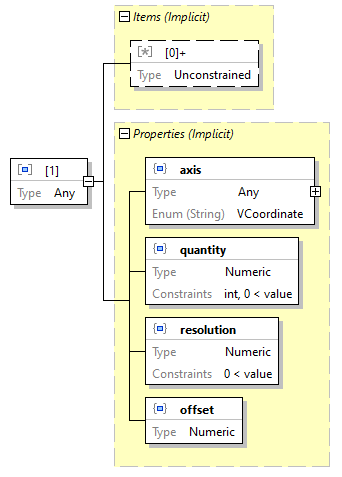 Items (Implicit)
[0]+
Type Unconstrained
[1]
Type Any
Properties (Implicit)
axis
Type Any
Enum (String) VCoordinate
quantity
Type Numeric
Constraints int, 0 < value
resolution
Type Numeric
Constraints 0 < value
offset
Type Numeric